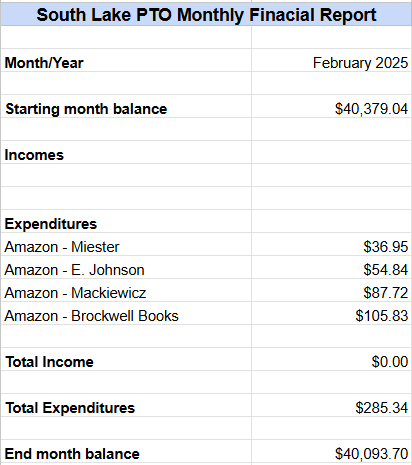 South Lake PTO Monthly Finacial Report
Month/Year February 2025
Starting month balance $40,379.04
Incomes
Expenditures
Amazon - Miester $36.95
Amazon - E. Johnson $54.84
Amazon - Mackiewicz $87.72
Amazon - Brockwell Books $105.83
Total Income $0.00
Total Expenditures $285.34
End month balance $40,093.70